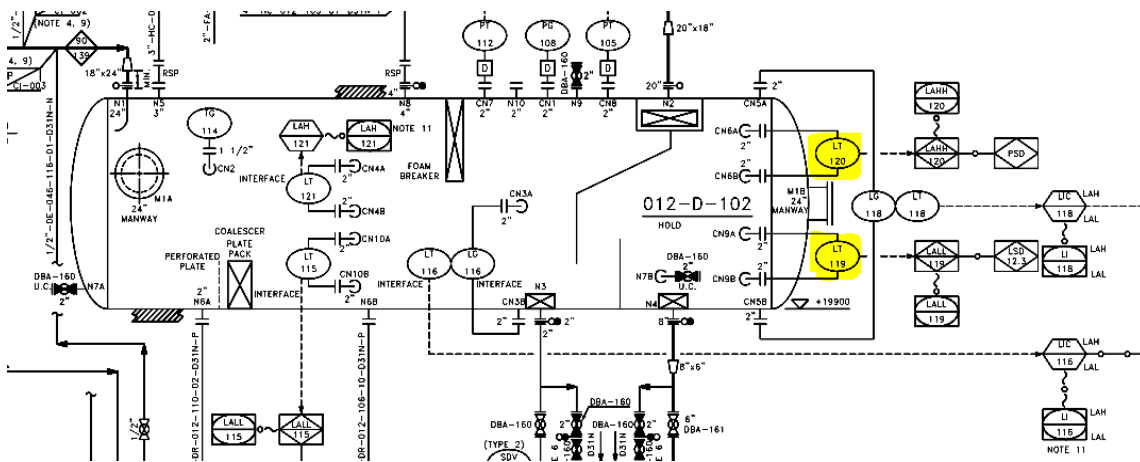 (NOTE 4, 9)
1/2"
3"-HC-D
2"-FA-
90
139
4, 9)
-CI-003
18"x24"
MIN.
RSP
RSP
4"
PT
112
PG
108
PT
105
D
D
D
DBA-160
2"
20"x18"
20"
2"
N1
24"
N5
3"
N8
4"
NOTE 11
CN7
2"
N10
2"
CN1
2"
N9
CN8
2"
N2
CN5A
TG
114
1 1/2"
CN2
M1A
24"
MANWAY
LAH
121
LAH
121
INTERFACE
LT
121
CN4A
2"
CN4B
2"
FOAM
BREAKER
CN6A
2"
CN6B
2"
LT
120
LAHH
120
LAHH
120
PSD
012-D-102
HOLD
M1B
24"
MANWAY
LG
118
LT
118
LIC
118
LAH
LAL
LI
118
LAH
LAL
CN3A
2"
CN9A
2"
CN9B
2"
LT
119
LALL
119
LALL
119
LSD
12.3
1/2"-DE-046-116-D1-D31N-N
COALESCER
PLATE
PACK
PERFORATED
PLATE
CN10A
2"
CN10B
2"
LT
115
INTERFACE
LT
116
LG
116
INTERFACE
INTERFACE
DBA-160
U.C.
2"
N7A
N7B
2"
U.C.
2"
N6A
N6B
2"
CN3B
2"
N3
2"
N4
8"
CN5B
2"
+19900
-DR-012-110-02-D31N-P
-DR-012-106-10-D31N-P
8"x6"
LIC
116
LAH
LAL
LI
116
LAH
LAL
NOTE 11
1/2"
LALL
115
LALL
115
DBA-160
DBA-160
2"
DBA-160
2"
6"
DBA-161
(TYPE 2)
SDV
D31N
D31N